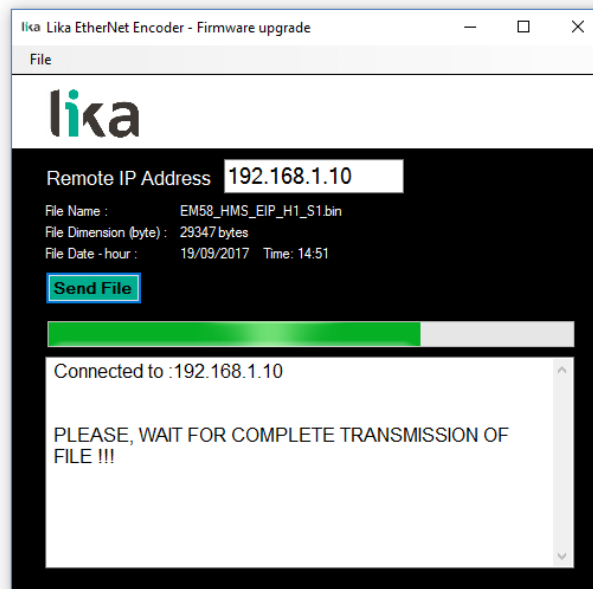 lika Lika EtherNet Encoder - Firmware upgrade
File
lika
Remote IP Address 192.168.1.10
File Name : EM58_HMS_EIP_H1_S1.bin
File Dimension (byte) : 29347 bytes
File Date - hour : 19/09/2017 Time: 14:51
Send File
Connected to :192.168.1.10
PLEASE, WAIT FOR COMPLETE TRANSMISSION OF
FILE !!!